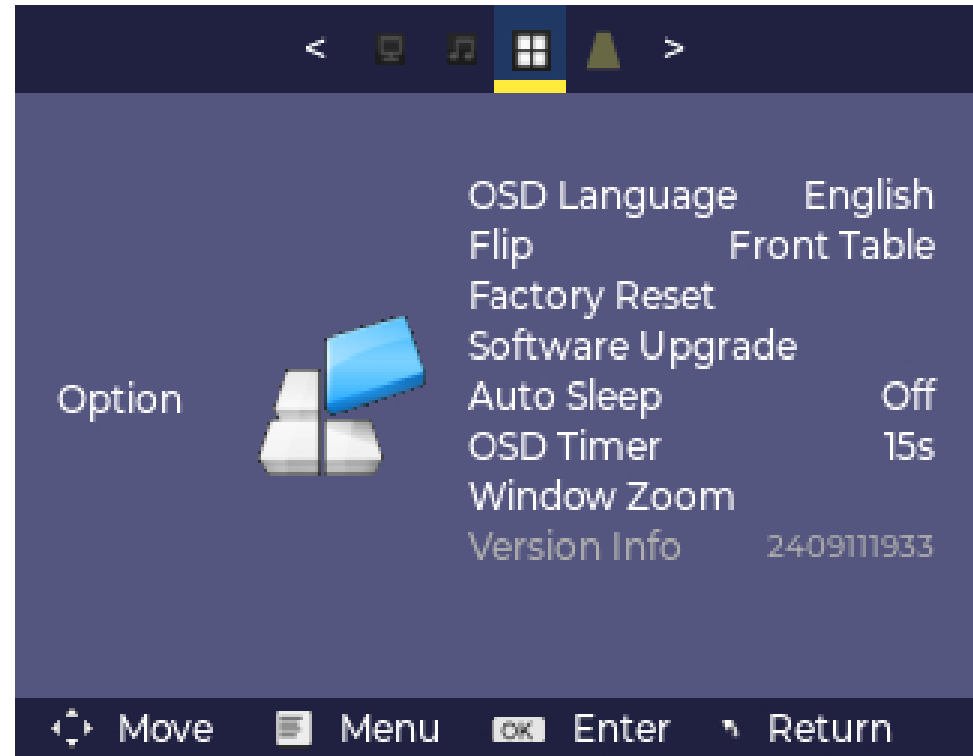 < >
OSD Language English
Flip Front Table
Factory Reset
Software Upgrade
Option
Auto Sleep Off
OSD Timer 15s
Window Zoom
Version Info 2409111933
Move Menu OK Enter Return